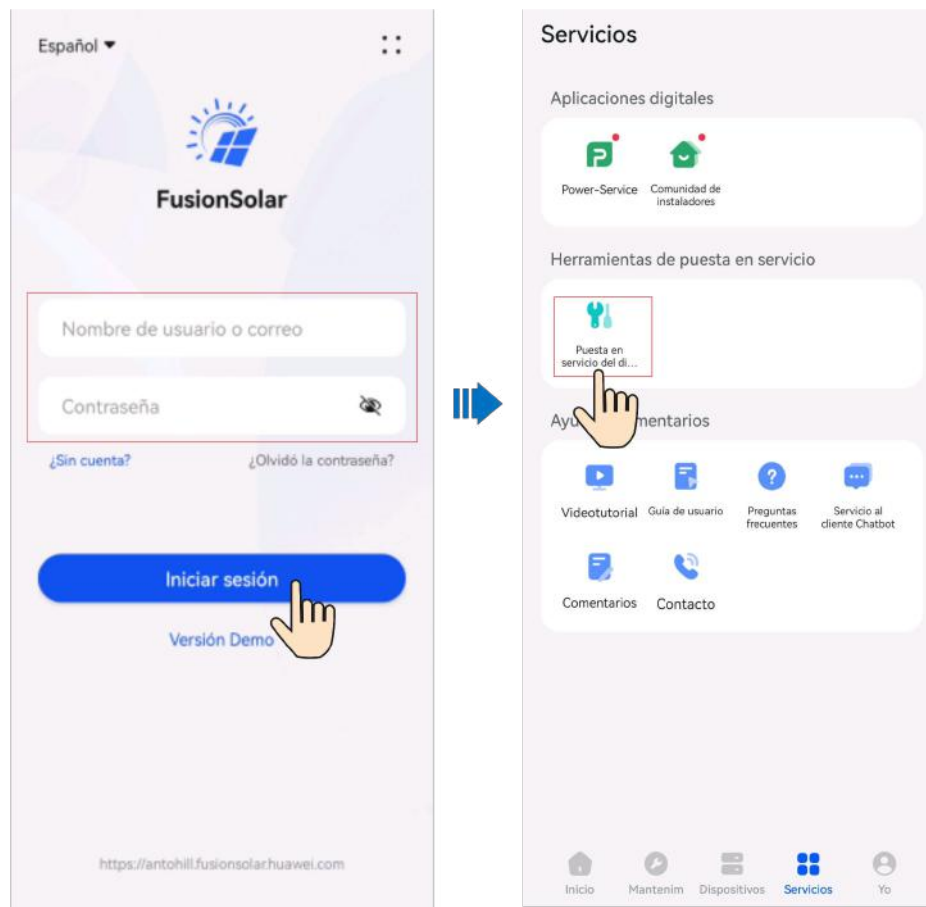 Español
FusionSolar
Nombre de usuario o correo
Contraseña
¿Sin cuenta?
¿Olvidó la contraseña?
Iniciar sesión
Versión Demo
https://antohill.fusionsolar.huawei.com
Servicios
Aplicaciones digitales
Power-Service
Comunidad de
instaladores
Herramientas de puesta en servicio
Puesta en
servicio del di...
Ayu
mentarios
Videotutorial
Guía de usuario
Preguntas
frecuentes
Servicio al
cliente Chatbot
Comentarios
Contacto
Inicio
Mantenim
Dispositivos
Servicios
Yo